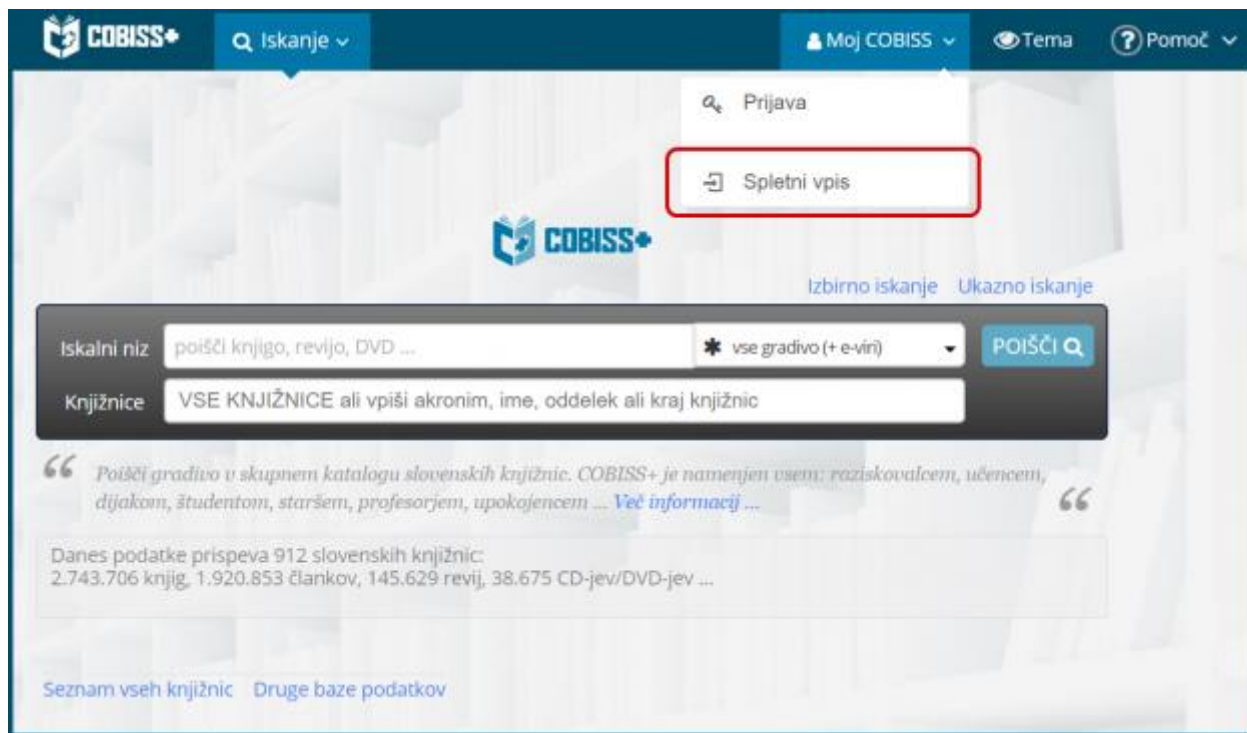 COBISS+ Iskanje Moj COBISS Tema Pomoč
Prijava
Spletni vpis
COBISS+
Izbirno iskanje Ukazno iskanje
Iskalni niz poišči knjigo, revijo, DVD ... vse gradivo (+ e-viri) POIŠČI
Knjižnice VSE KNJIŽNICE ali vpiši akronim, ime, oddelek ali kraj knjižnic
“ Poišči gradivo v skupnem katalogu slovenskih knjižnic. COBISS+ je namenjen vsem: raziskovalcem, učencem,
dijakom, študentom, staršem, profesorjem, upokojencem ... Več informacij ... “
Danes podatke prispeva 912 slovenskih knjižnic:
2.743.706 knjig, 1.920.853 člankov, 145.629 revij, 38.675 CD-jev/DVD-jev ...
Seznam vseh knjižnic Druge baze podatkov